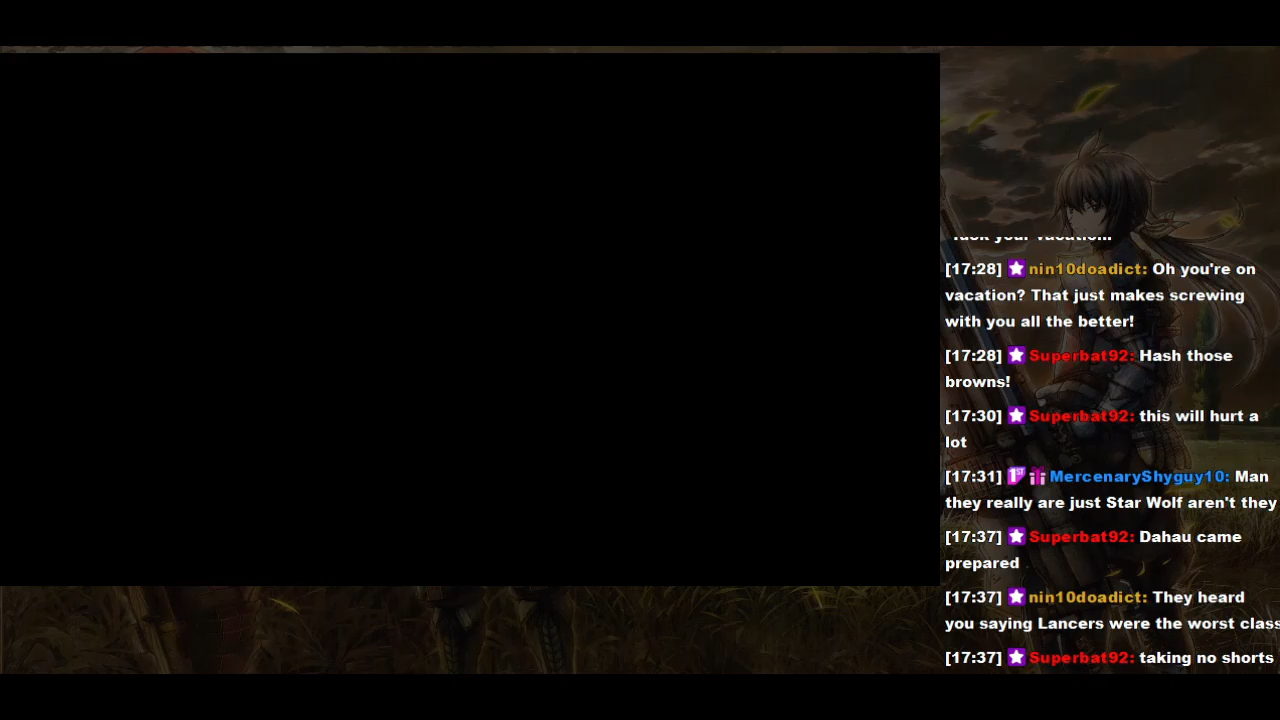 your vacation!
[17:28] nin10doadict: Oh you're on
vacation? That just makes screwing
with you all the better!
[17:28] Superbat92: Hash those
browns!
[17:30] Superbat92: this will hurt a
lot
[17:31] 1ST MercenaryShyguy10: Man
they really are just Star Wolf aren't they
[17:37] Superbat92: Dahau came
prepared
[17:37] nin10doadict: They heard
you saying Lancers were the worst class
[17:37] Superbat92: taking no shorts